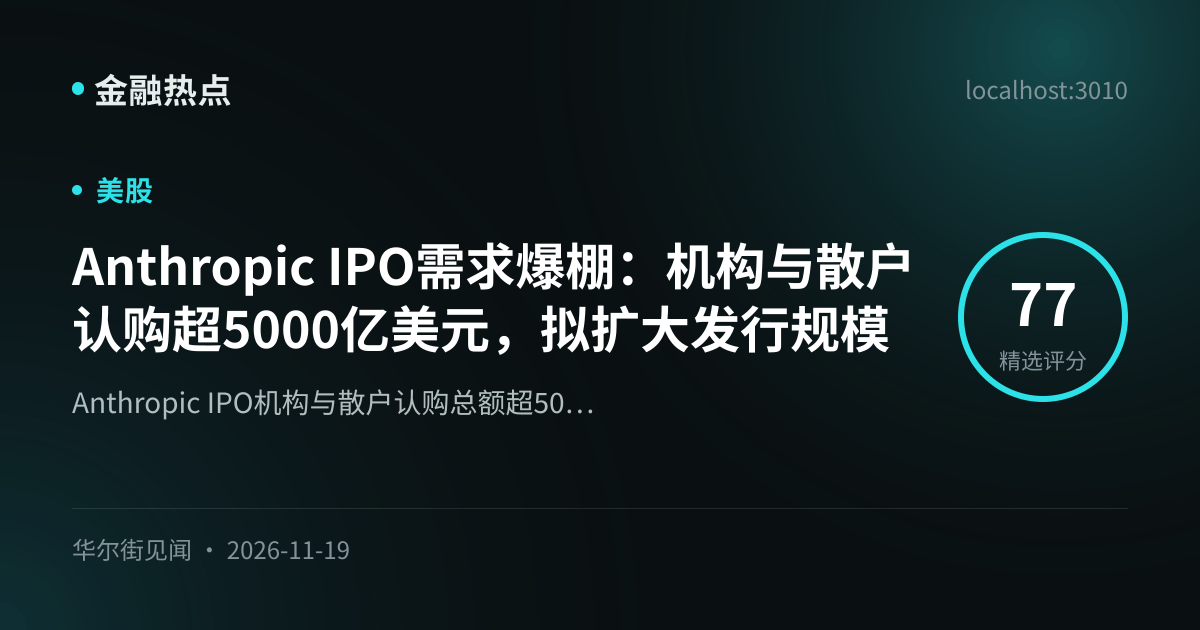 金融热点
localhost:3010
美股
Anthropic IPO需求爆棚：机构与散户
认购超5000亿美元，拟扩大发行规模
77
精选评分
Anthropic IPO机构与散户认购总额超50…
华尔街见闻 · 2026-11-19